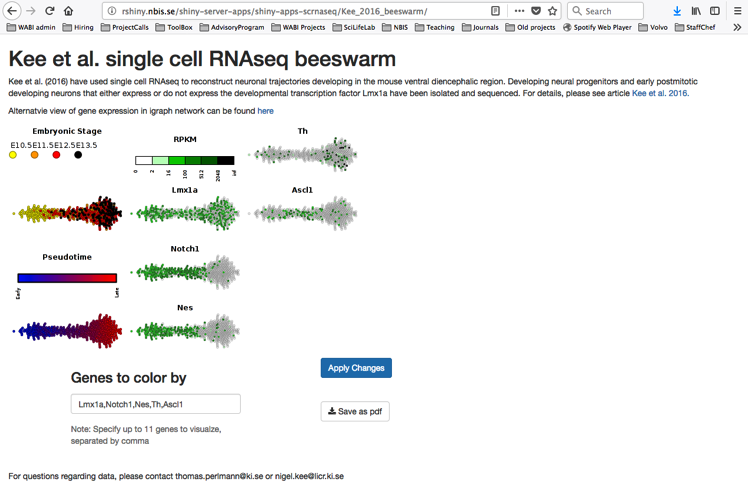 rshiny.nbis.se/shiny-server-apps/shiny-apps-scrnaseq/Kee_2016_beeswarm/
Search
WABI admin
Hiring
ProjectCalls
ToolBox
AdvisoryProgram
WABI Projects
SciLifeLab
NBIS
Teaching
Journals
Old projects
Spotify Web Player
Volvo
StaffChef
Kee et al. single cell RNAseq beeswarm
Kee et al. (2016) have used single cell RNAseq to reconstruct neuronal trajectories developing in the mouse ventral diencephalic region. Developing neural progenitors and early postmitotic
developing neurons that either express or do not express the developmental transcription factor Lmx1a have been isolated and sequenced. For details, please see article Kee et al. 2016.
Alternatvie view of gene expression in igraph network can be found here
Embryonic Stage
E10.5E11.5E12.5E13.5
RPKM
0 2 16 100 512 2048 inf
Th
Lmx1a
Ascl1
Notch1
Pseudotime
Early
Late
Nes
Genes to color by
Lmx1a,Notch1,Nes,Th,Ascl1
Note: Specify up to 11 genes to visualze,
separated by comma
Apply Changes
Save as pdf
For questions regarding data, please contact thomas.perlmann@ki.se or nigel.kee@licr.ki.se